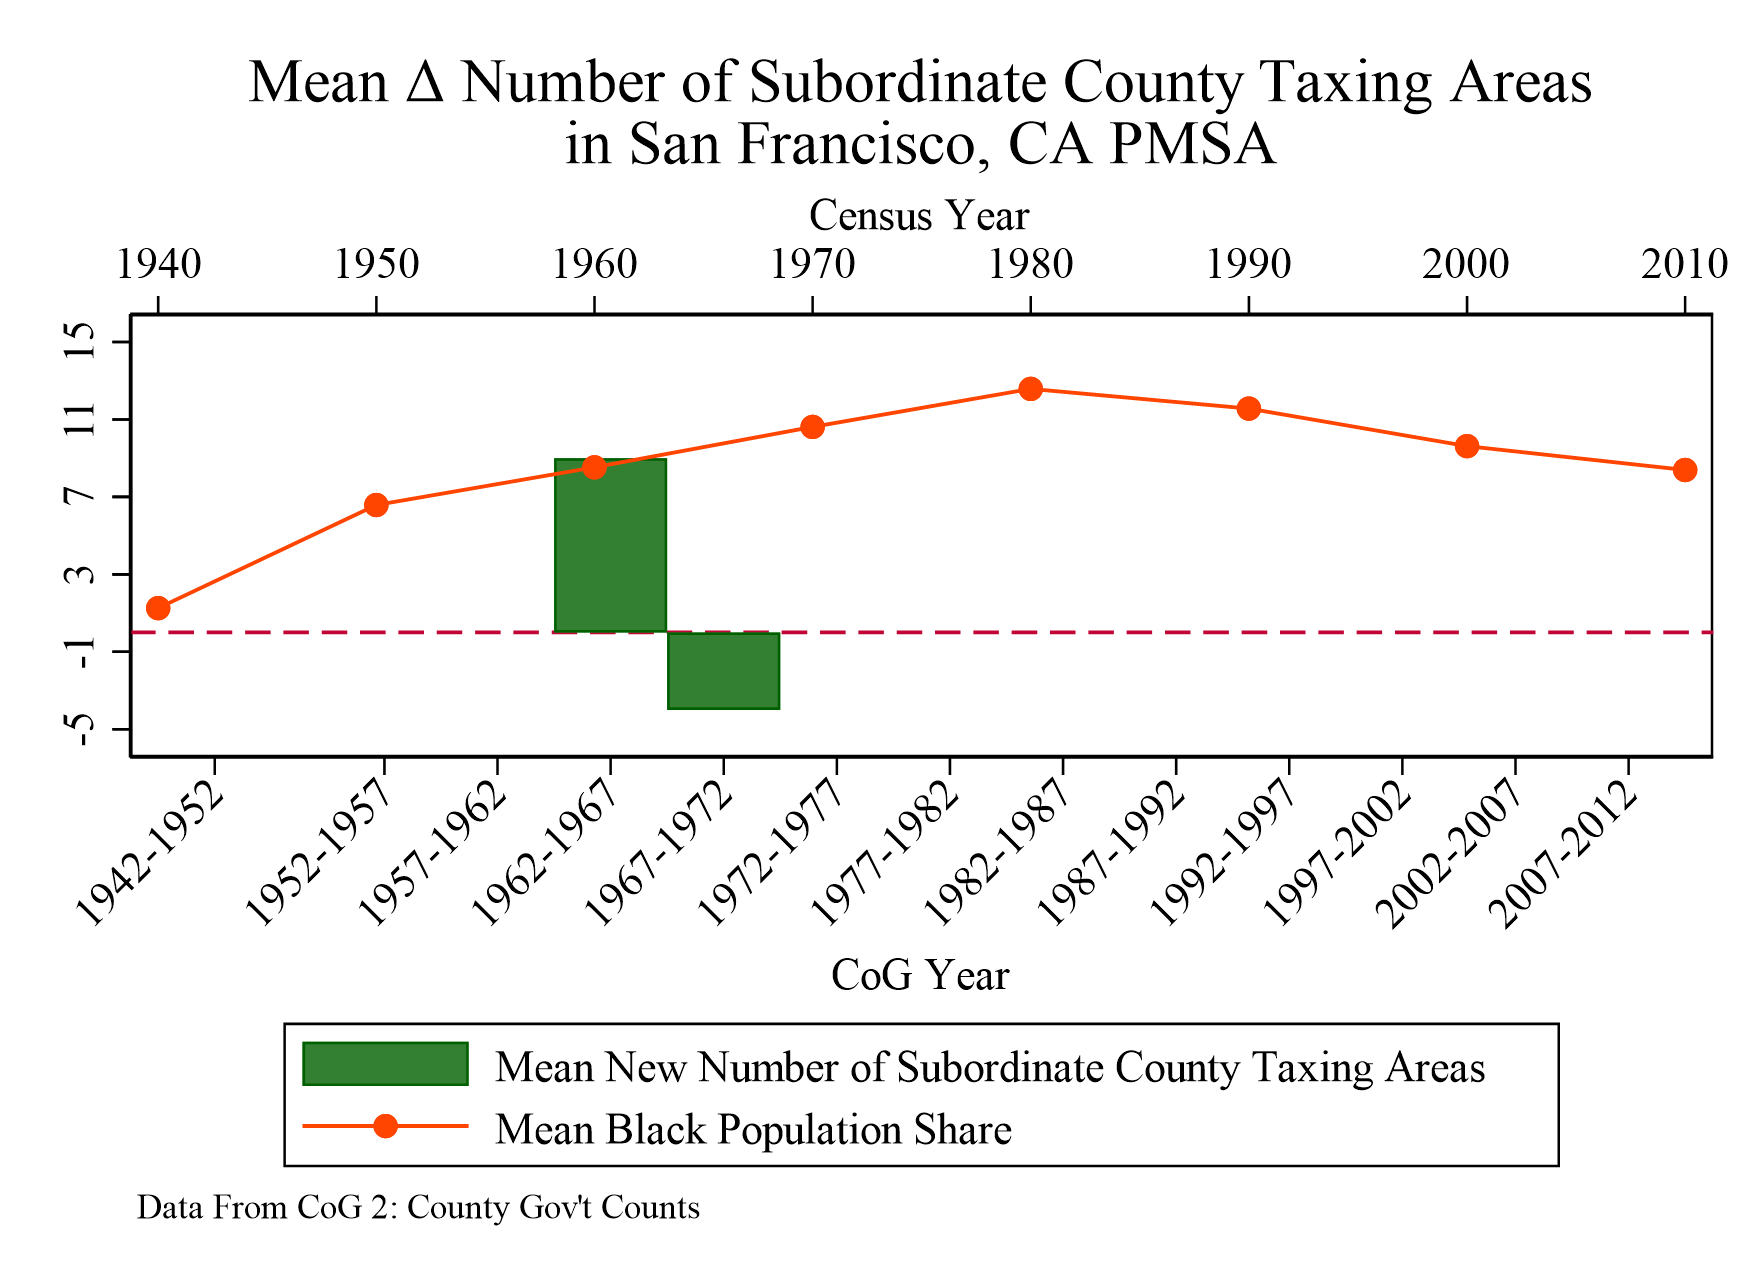 Mean Δ Number of Subordinate County Taxing Areas
in San Francisco, CA PMSA
Census Year
1940 1950 1960 1970 1980 1990 2000 2010
15
11
7
3
-1
-5
1942-1952 1952-1957 1957-1962 1962-1967 1967-1972 1972-1977 1977-1982 1982-1987 1987-1992 1992-1997 1997-2002 2002-2007 2007-2012
CoG Year
Mean New Number of Subordinate County Taxing Areas
Mean Black Population Share
Data From CoG 2: County Gov't Counts